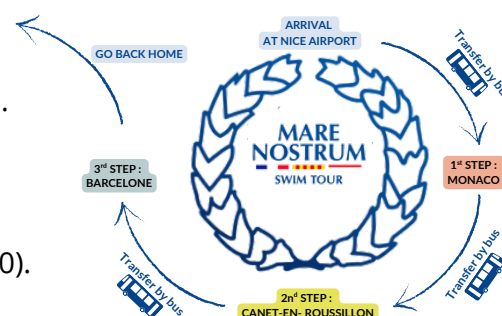 ARRIVAL
AT NICE AIRPORT
Transfer by bus
1st STEP :
MONACO
Transfer by bus
2nd STEP :
CANET-EN- ROUSSILLON
Transfer by bus
3rd STEP :
BARCELONE
GO BACK HOME
MARE
NOSTRUM
SWIM TOUR
.
0).